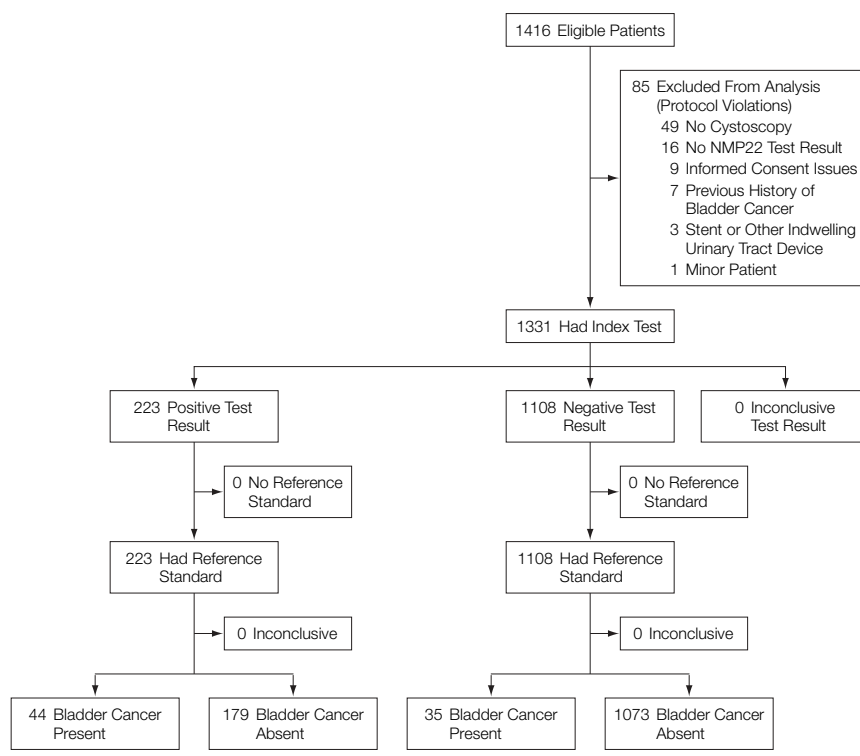 1416 Eligible Patients
85 Excluded From Analysis
(Protocol Violations)
49 No Cystoscopy
16 No NMP22 Test Result
9 Informed Consent Issues
7 Previous History of
Bladder Cancer
3 Stent or Other Indwelling
Urinary Tract Device
1 Minor Patient
1331 Had Index Test
223 Positive Test
Result
1108 Negative Test
Result
0 Inconclusive
Test Result
0 No Reference
Standard
0 No Reference
Standard
223 Had Reference
Standard
1108 Had Reference
Standard
0 Inconclusive
0 Inconclusive
44 Bladder Cancer
Present
179 Bladder Cancer
Absent
35 Bladder Cancer
Present
1073 Bladder Cancer
Absent